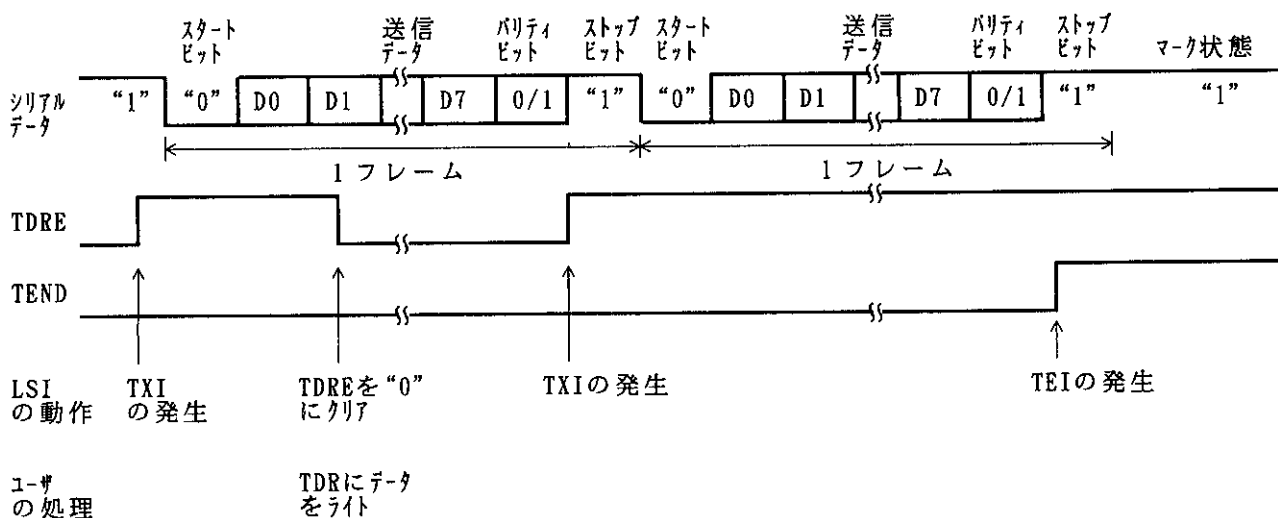 スタート
ビット
送信
データ
パリティ
ビット
ストップ
ビット
スタート
ビット
送信
データ
パリティ
ビット
ストップ
ビット
マーク状態
シリアル
データ
“1” “0” D0 D1 D7 0/1 “1” “0” D0 D1 D7 0/1 “1” “1”
1フレーム 1フレーム
TDRE
TEND
LSI
の動作
TXI
の発生
TDREを“0”
にクリア
TXIの発生
TEIの発生
ユーザ
の処理
TDRにデータ
をライト